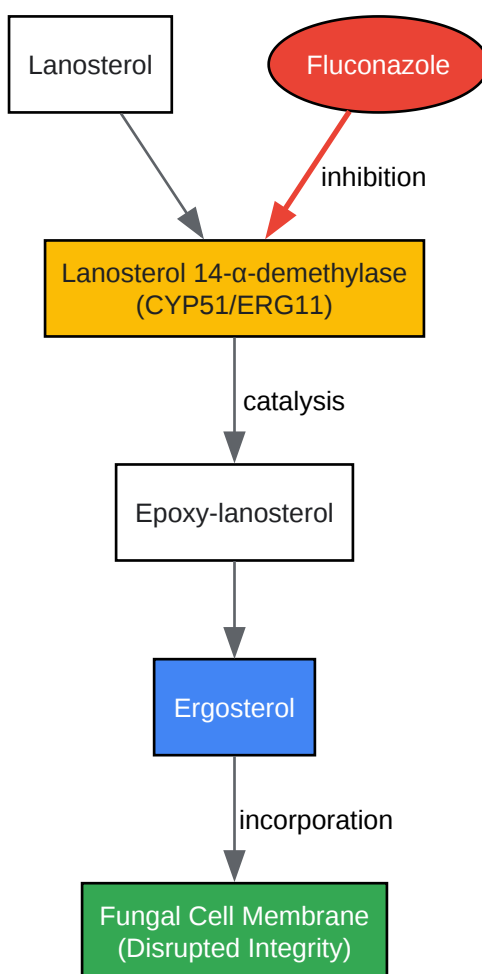 Lanosterol
Fluconazole
inhibition
Lanosterol 14-α-demethylase
(CYP51/ERG11)
catalysis
Epoxy-lanosterol
Ergosterol
incorporation
Fungal Cell Membrane
(Disrupted Integrity)